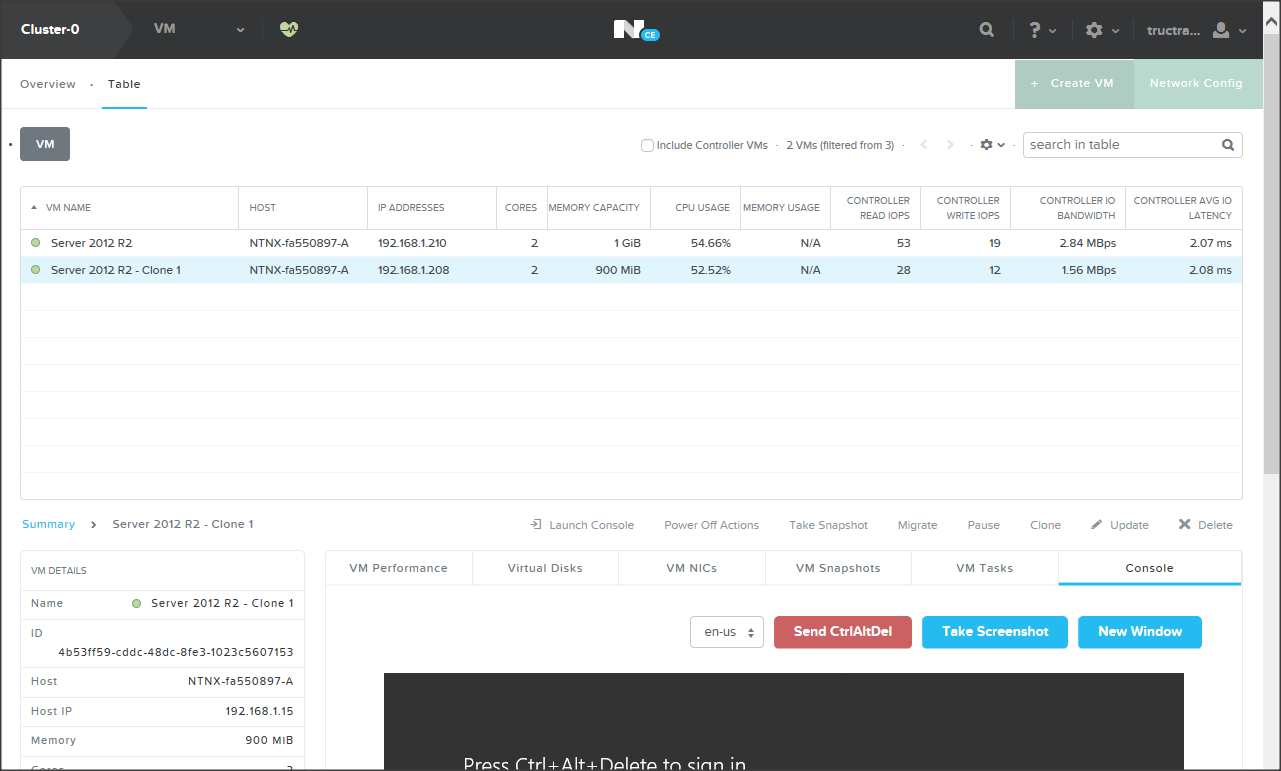 Cluster-0 VM N CE ? tructra...
Overview · Table + Create VM Network Config
VM Include Controller VMs · 2 VMs (filtered from 3) · search in table
VM NAME HOST IP ADDRESSES CORES MEMORY CAPACITY CPU USAGE MEMORY USAGE CONTROLLER READ IOPS CONTROLLER WRITE IOPS CONTROLLER IO BANDWIDTH CONTROLLER AVG IO LATENCY
Server 2012 R2 NTNX-fa550897-A 192.168.1.210 2 1 GiB 54.66% N/A 53 19 2.84 MBps 2.07 ms
Server 2012 R2 - Clone 1 NTNX-fa550897-A 192.168.1.208 2 900 MiB 52.52% N/A 28 12 1.56 MBps 2.08 ms
Summary > Server 2012 R2 - Clone 1 Launch Console Power Off Actions Take Snapshot Migrate Pause Clone Update Delete
VM DETAILS
Name Server 2012 R2 - Clone 1
ID
4b53ff59-cddc-48dc-8fe3-1023c5607153
Host NTNX-fa550897-A
Host IP 192.168.1.15
Memory 900 MiB
Cores 2
VM Performance Virtual Disks VM NICs VM Snapshots VM Tasks Console
en-us Send CtrlAltDel Take Screenshot New Window
Press Ctrl+Alt+Delete to sign in